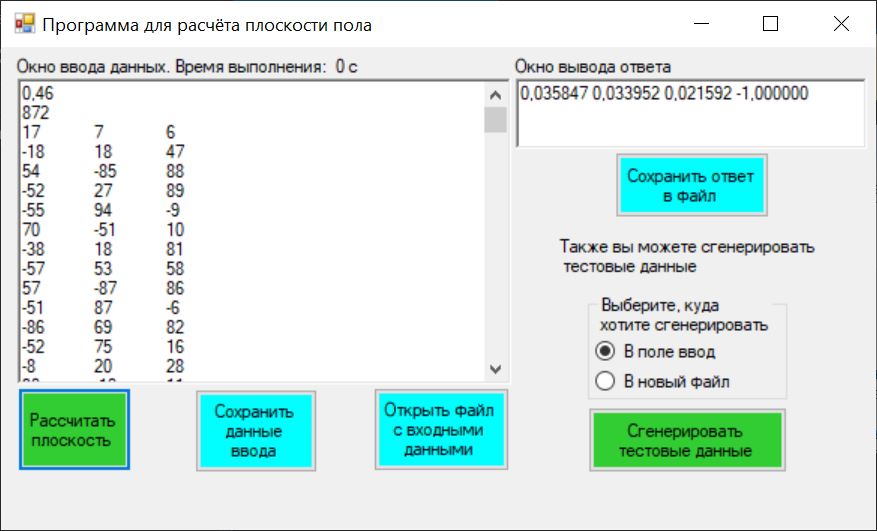 Программа для расчёта плоскости пола
Окно ввода данных. Время выполнения: 0 с
0,46
872
17 7 6
-18 18 47
54 -85 88
-52 27 89
-55 94 -9
70 -51 10
-38 18 81
-57 53 58
57 -87 86
-51 87 -6
-86 69 82
-52 75 16
-8 20 28
Рассчитать
плоскость
Сохранить
данные
ввода
Открыть файл
с входными
данными
Окно вывода ответа
0,035847 0,033952 0,021592 -1,000000
Сохранить ответ
в файл
Также вы можете сгенерировать
тестовые данные
Выберите, куда
хотите сгенерировать
В поле ввод
В новый файл
Сгенерировать
тестовые данные